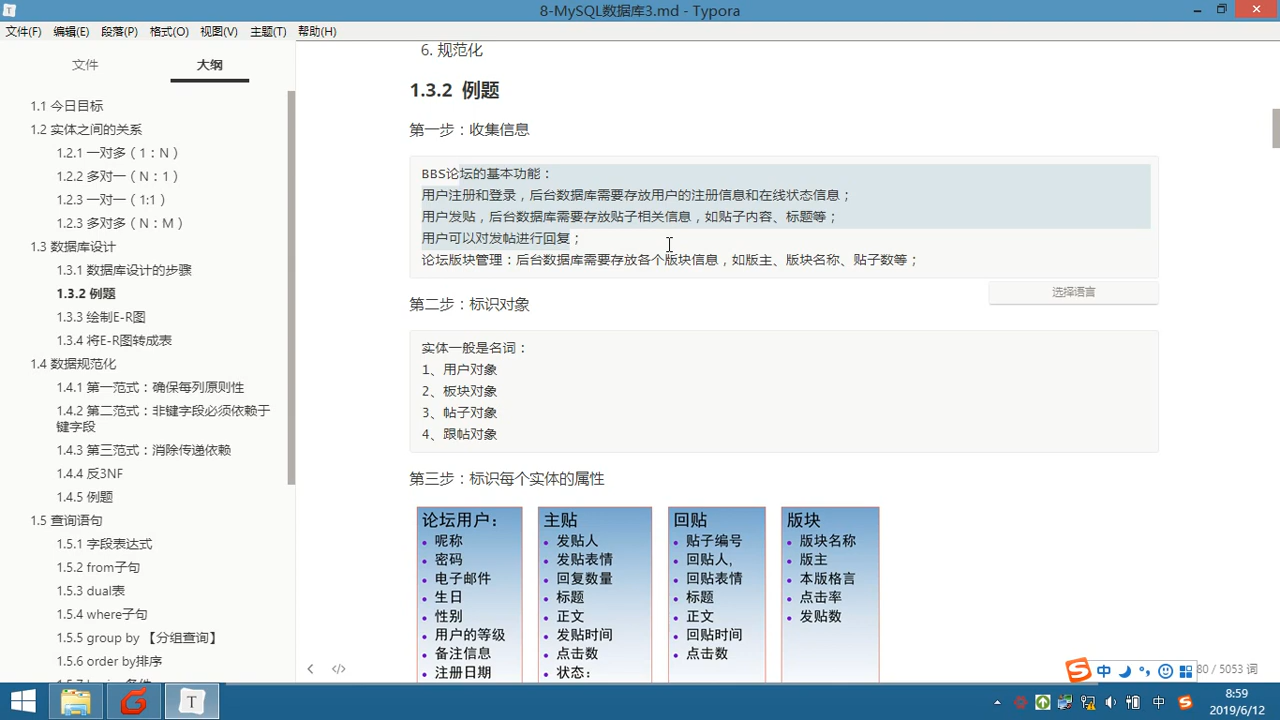 8-MySQL数据库3.md - Typora
文件(F) 编辑(E) 段落(P) 格式(O) 视图(V) 主题(T) 帮助(H)
文件 大纲
1.1 今日目标
1.2 实体之间的关系
1.2.1 一对多（1：N）
1.2.2 多对一（N：1）
1.2.3 一对一（1:1）
1.2.3 多对多（N：M）
1.3 数据库设计
1.3.1 数据库设计的步骤
1.3.2 例题
1.3.3 绘制E-R图
1.3.4 将E-R图转成表
1.4 数据规范化
1.4.1 第一范式：确保每列原则性
1.4.2 第二范式：非键字段必须依赖于
键字段
1.4.3 第三范式：消除传递依赖
1.4.4 反3NF
1.4.5 例题
1.5 查询语句
1.5.1 字段表达式
1.5.2 from子句
1.5.3 dual表
1.5.4 where子句
1.5.5 group by 【分组查询】
1.5.6 order by排序
6. 规范化
1.3.2 例题
第一步：收集信息
BBS论坛的基本功能：
用户注册和登录，后台数据库需要存放用户的注册信息和在线状态信息；
用户发贴，后台数据库需要存放贴子相关信息，如贴子内容、标题等；
用户可以对发帖进行回复；
论坛版块管理：后台数据库需要存放各个版块信息，如版主、版块名称、贴子数等；
选择语言
第二步：标识对象
实体一般是名词：
1、用户对象
2、板块对象
3、帖子对象
4、跟帖对象
第三步：标识每个实体的属性
论坛用户：
呢称
密码
电子邮件
生日
性别
用户的等级
备注信息
注册日期
主贴
发贴人
发贴表情
回复数量
标题
正文
发贴时间
点击数
状态：
回贴
贴子编号
回贴人，
回贴表情
标题
正文
回贴时间
点击数
版块
版块名称
版主
本版格言
点击率
发贴数
80 / 5053 词
中
中
8:59
2019/6/12